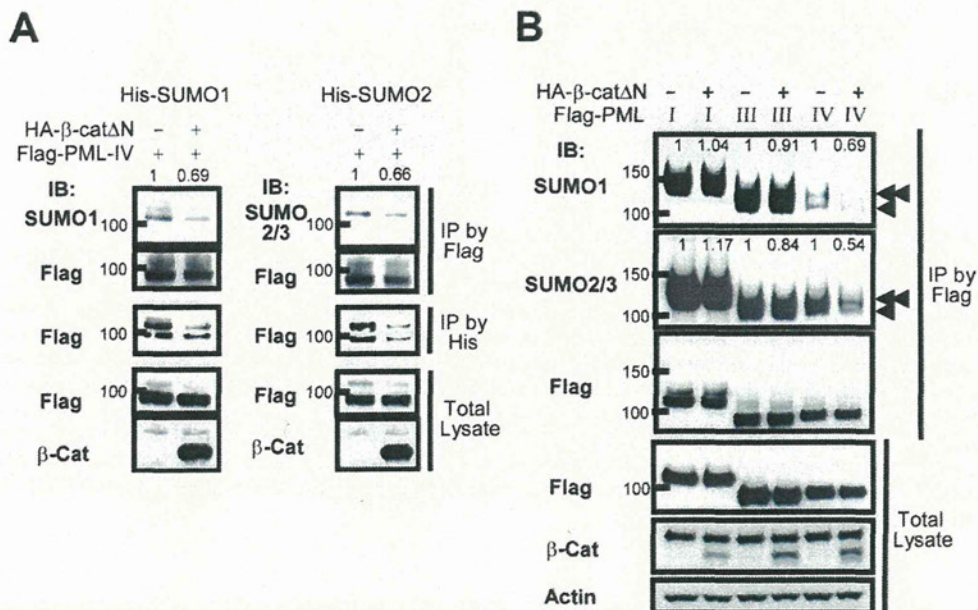 A
His-SUMO1
HA-β-catΔN - +
Flag-PML-IV + +
IB: 1 0.69
SUMO1 100
Flag 100
Flag 100
Flag 100
β-Cat
His-SUMO2
- +
+ +
IB: 1 0.66
SUMO 2/3 100
Flag 100
Flag 100
Flag 100
β-Cat
IP by Flag
IP by His
Total Lysate
B
HA-β-catΔN - + - + - +
Flag-PML I I III III IV IV
IB: 1 1.04 1 0.91 1 0.69
SUMO1 150 100
1 1.17 1 0.84 1 0.54
SUMO2/3 150 100
Flag 150 100
Flag 100
β-Cat
Actin
IP by Flag
Total Lysate